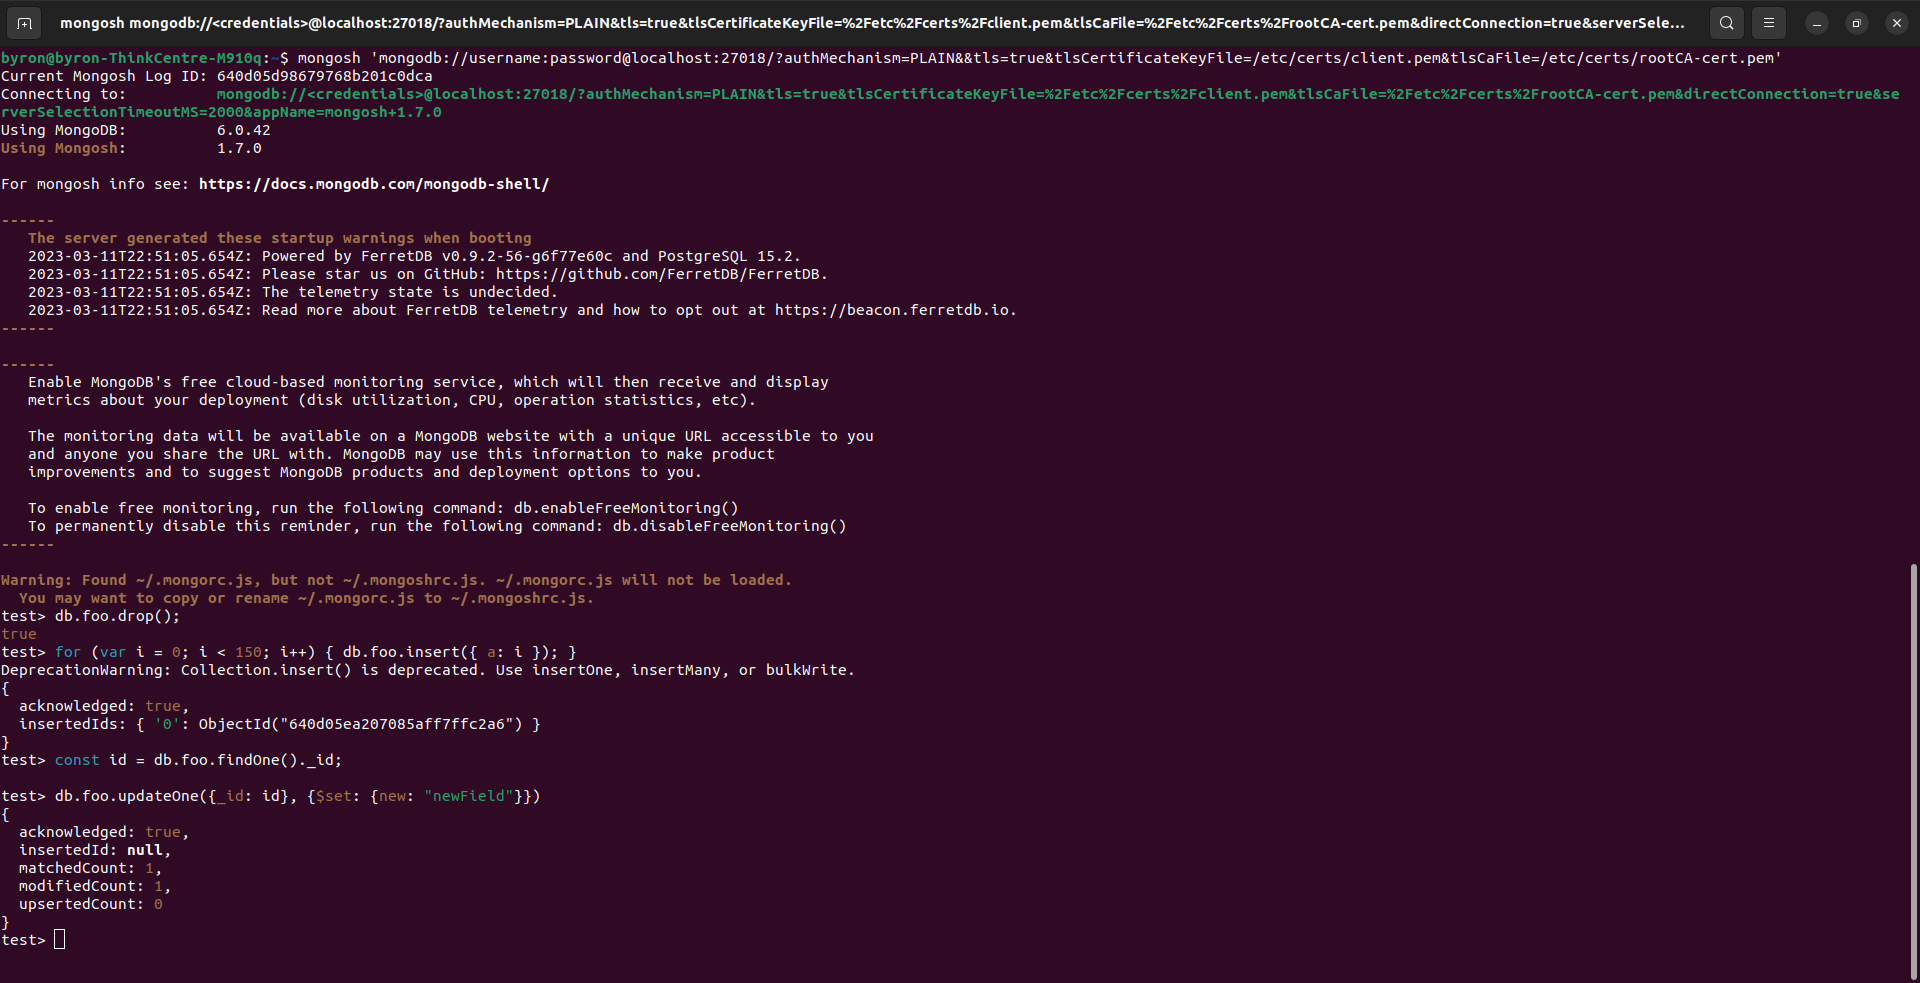 mongosh mongodb://<credentials>@localhost:27018/?authMechanism=PLAIN&tls=true&tlsCertificateKeyFile=%2Fetc%2Fcerts%2Fclient.pem&tlsCaFile=%2Fetc%2Fcerts%2FrootCA-cert.pem&directConnection=true&serverSele...
byron@byron-ThinkCentre-M910q:~$ mongosh 'mongodb://username:password@localhost:27018/?authMechanism=PLAIN&&tls=true&tlsCertificateKeyFile=/etc/certs/client.pem&tlsCaFile=/etc/certs/rootCA-cert.pem'
Current Mongosh Log ID: 640d05d98679768b201c0dca
Connecting to:          mongodb://<credentials>@localhost:27018/?authMechanism=PLAIN&tls=true&tlsCertificateKeyFile=%2Fetc%2Fcerts%2Fclient.pem&tlsCaFile=%2Fetc%2Fcerts%2FrootCA-cert.pem&directConnection=true&se
rverSelectionTimeoutMS=2000&appName=mongosh+1.7.0
Using MongoDB:          6.0.42
Using Mongosh:          1.7.0
For mongosh info see: https://docs.mongodb.com/mongodb-shell/
------
The server generated these startup warnings when booting
2023-03-11T22:51:05.654Z: Powered by FerretDB v0.9.2-56-g6f77e60c and PostgreSQL 15.2.
2023-03-11T22:51:05.654Z: Please star us on GitHub: https://github.com/FerretDB/FerretDB.
2023-03-11T22:51:05.654Z: The telemetry state is undecided.
2023-03-11T22:51:05.654Z: Read more about FerretDB telemetry and how to opt out at https://beacon.ferretdb.io.
------
------
Enable MongoDB's free cloud-based monitoring service, which will then receive and display
metrics about your deployment (disk utilization, CPU, operation statistics, etc).
The monitoring data will be available on a MongoDB website with a unique URL accessible to you
and anyone you share the URL with. MongoDB may use this information to make product
improvements and to suggest MongoDB products and deployment options to you.
To enable free monitoring, run the following command: db.enableFreeMonitoring()
To permanently disable this reminder, run the following command: db.disableFreeMonitoring()
------
Warning: Found ~/.mongorc.js, but not ~/.mongoshrc.js. ~/.mongorc.js will not be loaded.
You may want to copy or rename ~/.mongorc.js to ~/.mongoshrc.js.
test> db.foo.drop();
true
test> for (var i = 0; i < 150; i++) { db.foo.insert({ a: i }); }
DeprecationWarning: Collection.insert() is deprecated. Use insertOne, insertMany, or bulkWrite.
{
acknowledged: true,
insertedIds: { '0': ObjectId("640d05ea207085aff7ffc2a6") }
}
test> const id = db.foo.findOne()._id;
test> db.foo.updateOne({_id: id}, {$set: {new: "newField"}})
{
acknowledged: true,
insertedId: null,
matchedCount: 1,
modifiedCount: 1,
upsertedCount: 0
}
test>